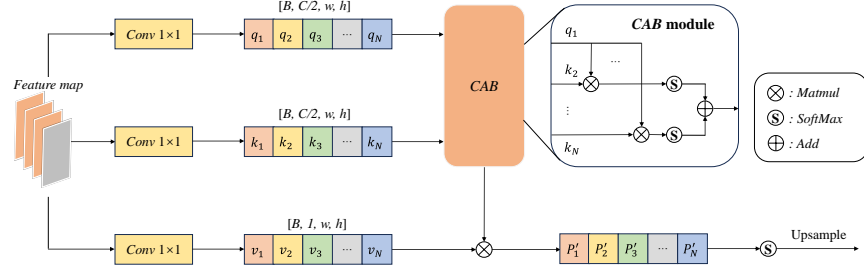 [B, C/2, w, h]
Conv 1×1
q1 q2 q3 ... qN
Feature map
[B, C/2, w, h]
Conv 1×1
k1 k2 k3 ... kN
[B, 1, w, h]
Conv 1×1
v1 v2 v3 ... vN
CAB
CAB module
q1
...
k2
S
⋮
kN
S
: Matmul
S : SoftMax
: Add
P′1 P′2 P′3 ... P′N
S
Upsample